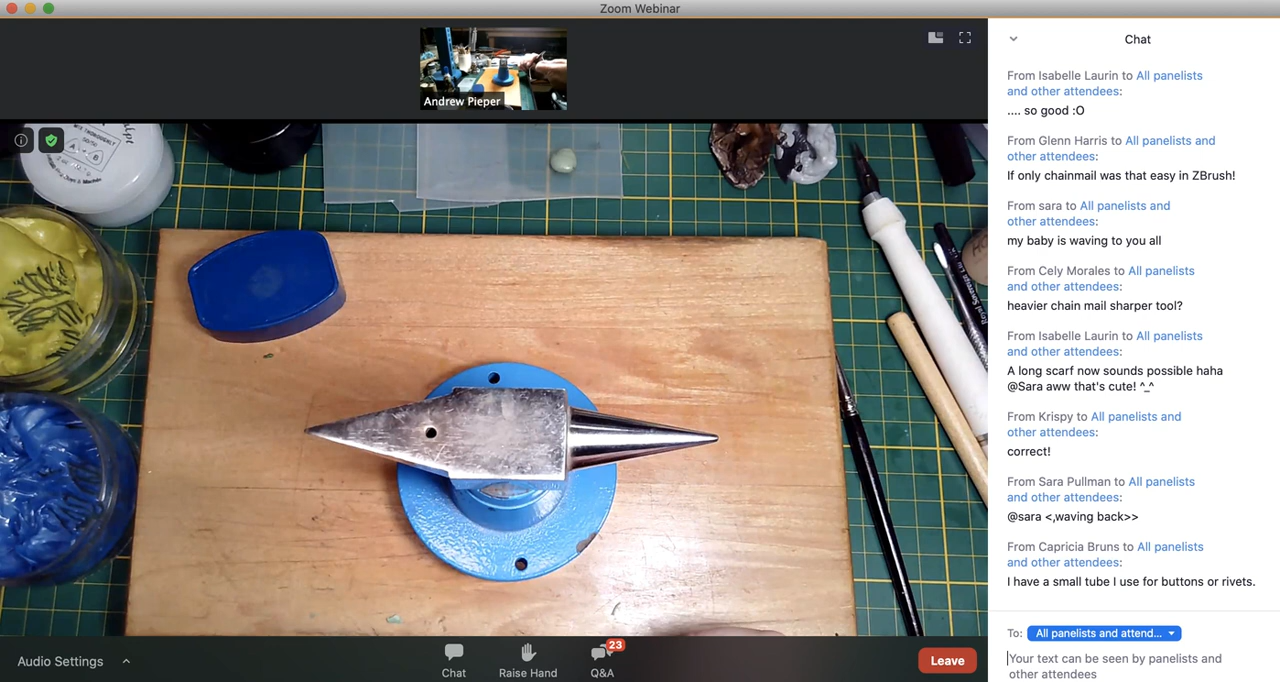 Zoom Webinar
Andrew Pieper
Chat
From Isabelle Laurin to All panelists
and other attendees:
.... so good :O
From Glenn Harris to All panelists and
other attendees:
If only chainmail was that easy in ZBrush!
From sara to All panelists and
other attendees:
my baby is waving to you all
From Cely Morales to All panelists
and other attendees:
heavier chain mail sharper tool?
From Isabelle Laurin to All panelists
and other attendees:
A long scarf now sounds possible haha
@Sara aww that's cute! ^_^
From Krispy to All panelists and
other attendees:
correct!
From Sara Pullman to All panelists
and other attendees:
@sara <,waving back>>
From Capricia Bruns to All panelists
and other attendees:
I have a small tube I use for buttons or rivets.
To: All panelists and attend...
Your text can be seen by panelists and
other attendees
Audio Settings
Chat
Raise Hand
23
Q&A
Leave
A
B
Royal Sovereign